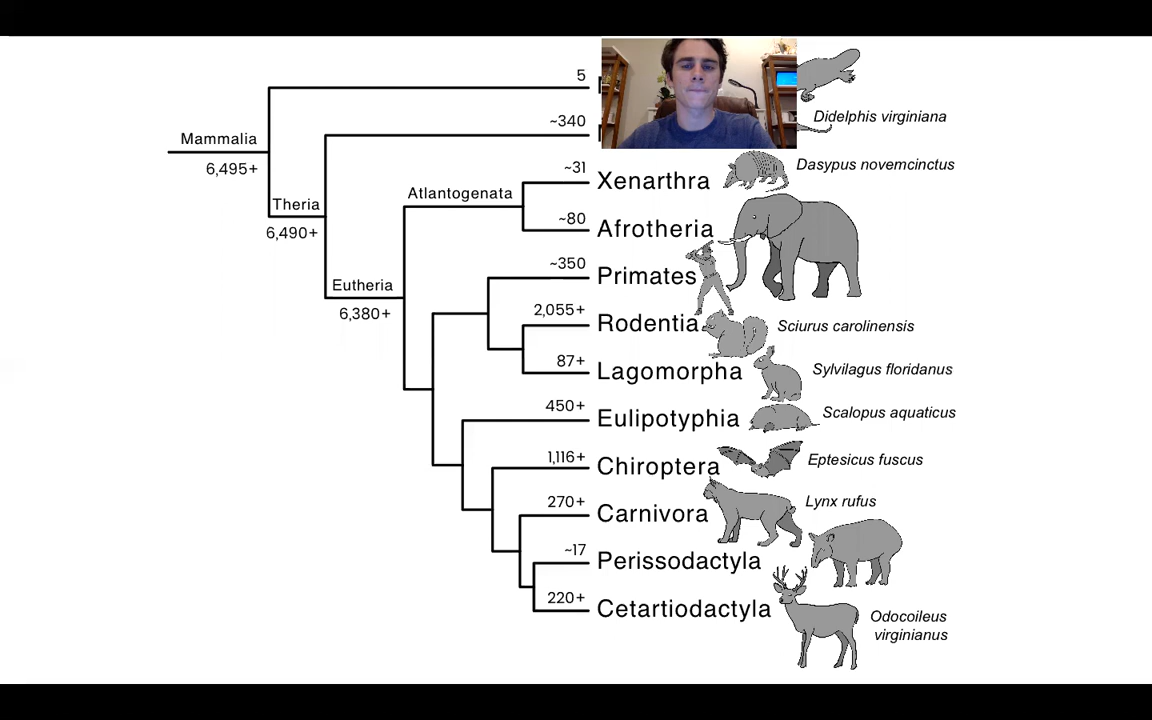 5
~340
Didelphis virginiana
Mammalia
6,495+
~31
Xenarthra
Dasypus novemcinctus
Atlantogenata
Theria
6,490+
~80
Afrotheria
~350
Primates
Eutheria
6,380+
2,055+
Rodentia
Sciurus carolinensis
87+
Lagomorpha
Sylvilagus floridanus
450+
Eulipotyphia
Scalopus aquaticus
1,116+
Chiroptera
Eptesicus fuscus
270+
Carnivora
Lynx rufus
~17
Perissodactyla
220+
Cetartiodactyla
Odocoileus
virginianus